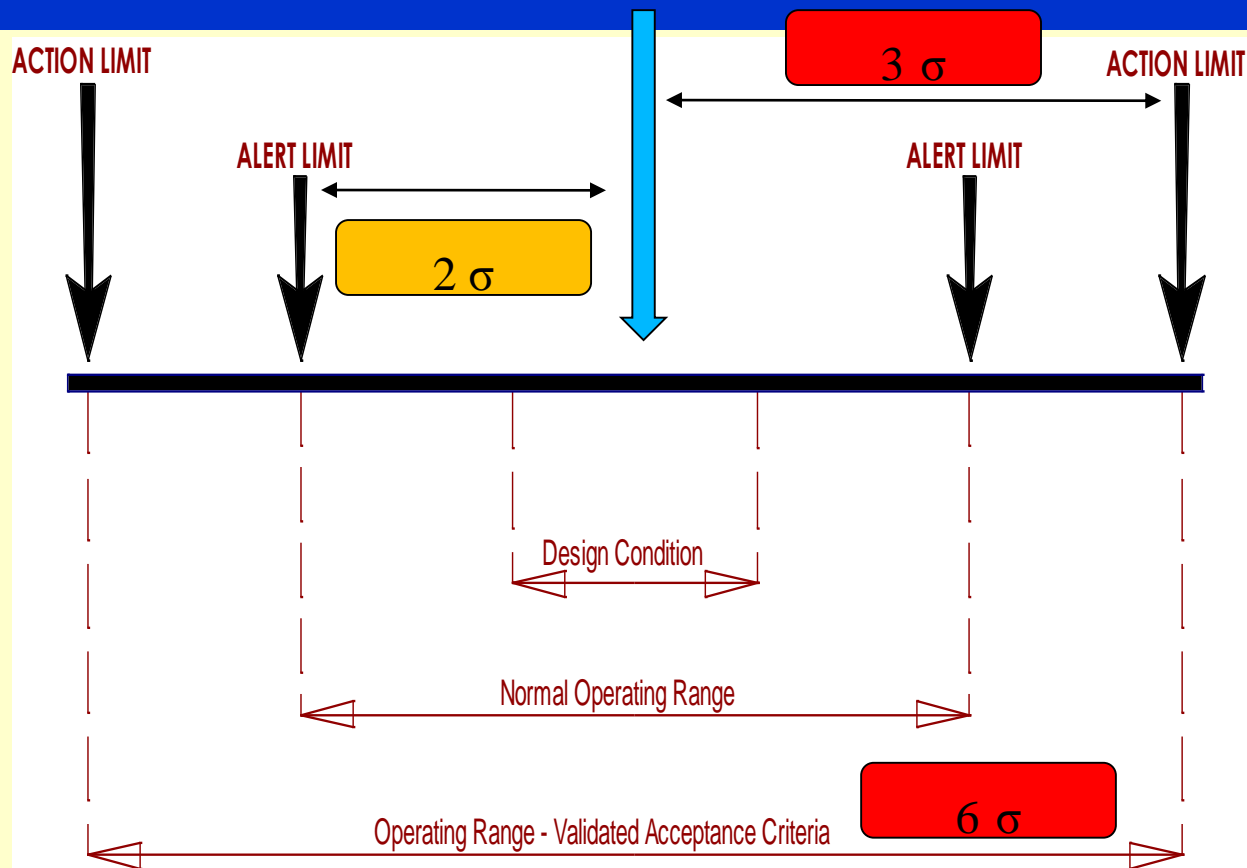 ACTION LIMIT
3 σ
ACTION LIMIT
ALERT LIMIT
ALERT LIMIT
2 σ
Design Condition
Normal Operating Range
6 σ
Operating Range - Validated Acceptance Criteria